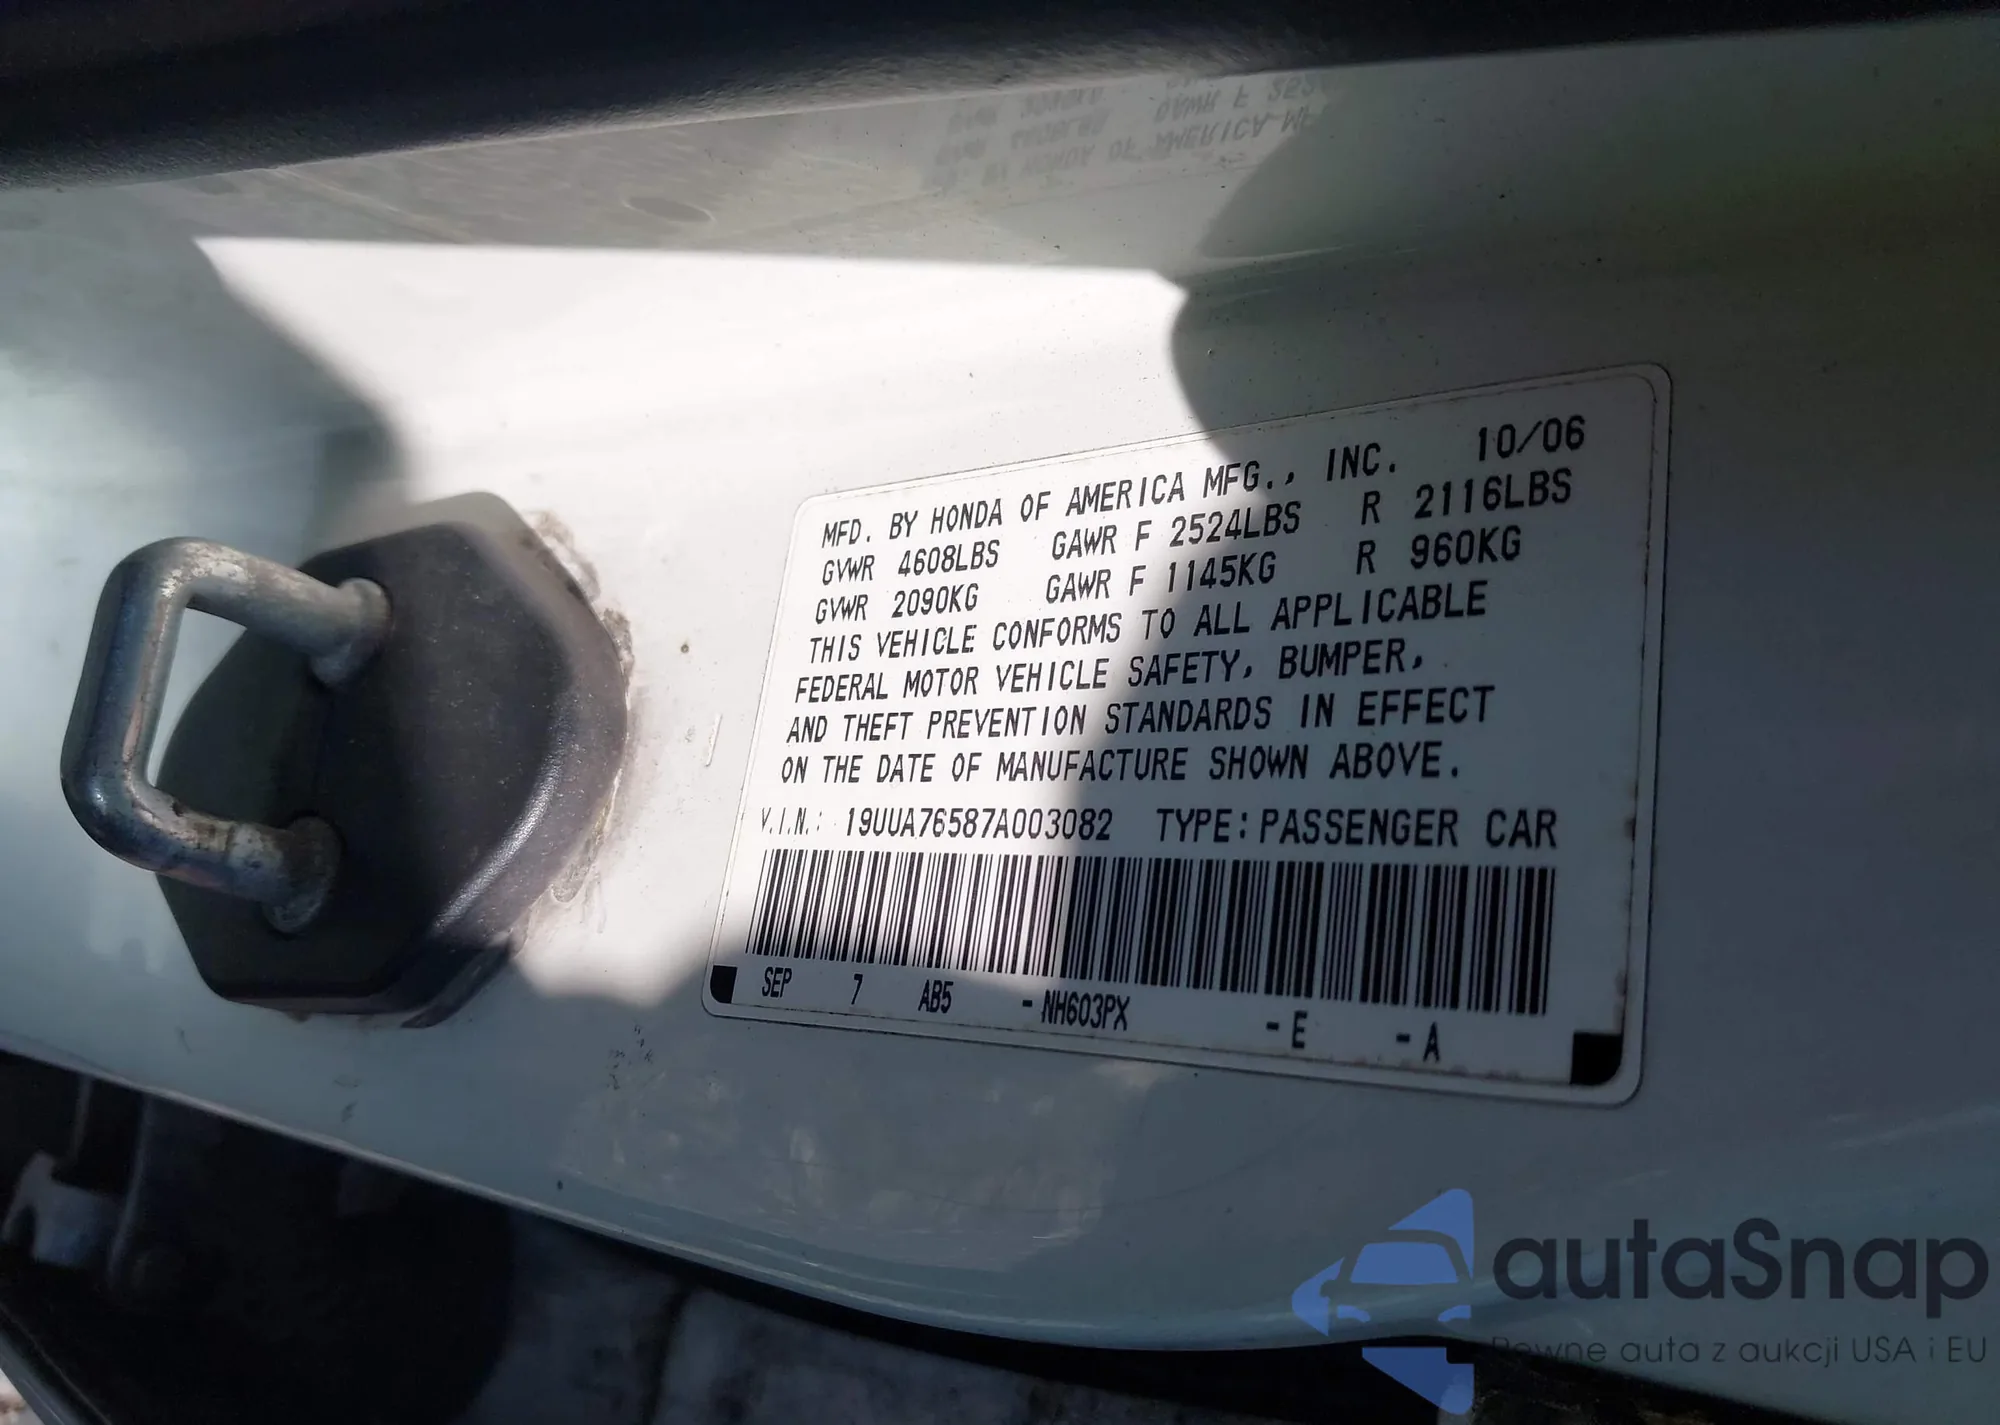 MFD. BY HONDA OF AMERICA MFG., INC. 10/06
GVWR 4608LBS GAWR F 2524LBS R 2116LBS
GVWR 2090KG GAWR F 1145KG R 960KG
THIS VEHICLE CONFORMS TO ALL APPLICABLE
FEDERAL MOTOR VEHICLE SAFETY, BUMPER,
AND THEFT PREVENTION STANDARDS IN EFFECT
ON THE DATE OF MANUFACTURE SHOWN ABOVE.
V.I.N.: 19UUA76587A003082 TYPE:PASSENGER CAR
SEP 7 AB5 -NH603PX -E -A
autaSnap
Pewne auta z aukcji USA i EU